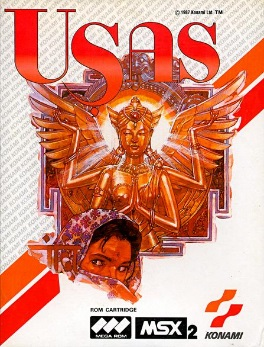 © 1987 Konami Ltd. TM
Usas
ROM CARTRIDGE
MEGA ROM
MSX 2
KONAMI